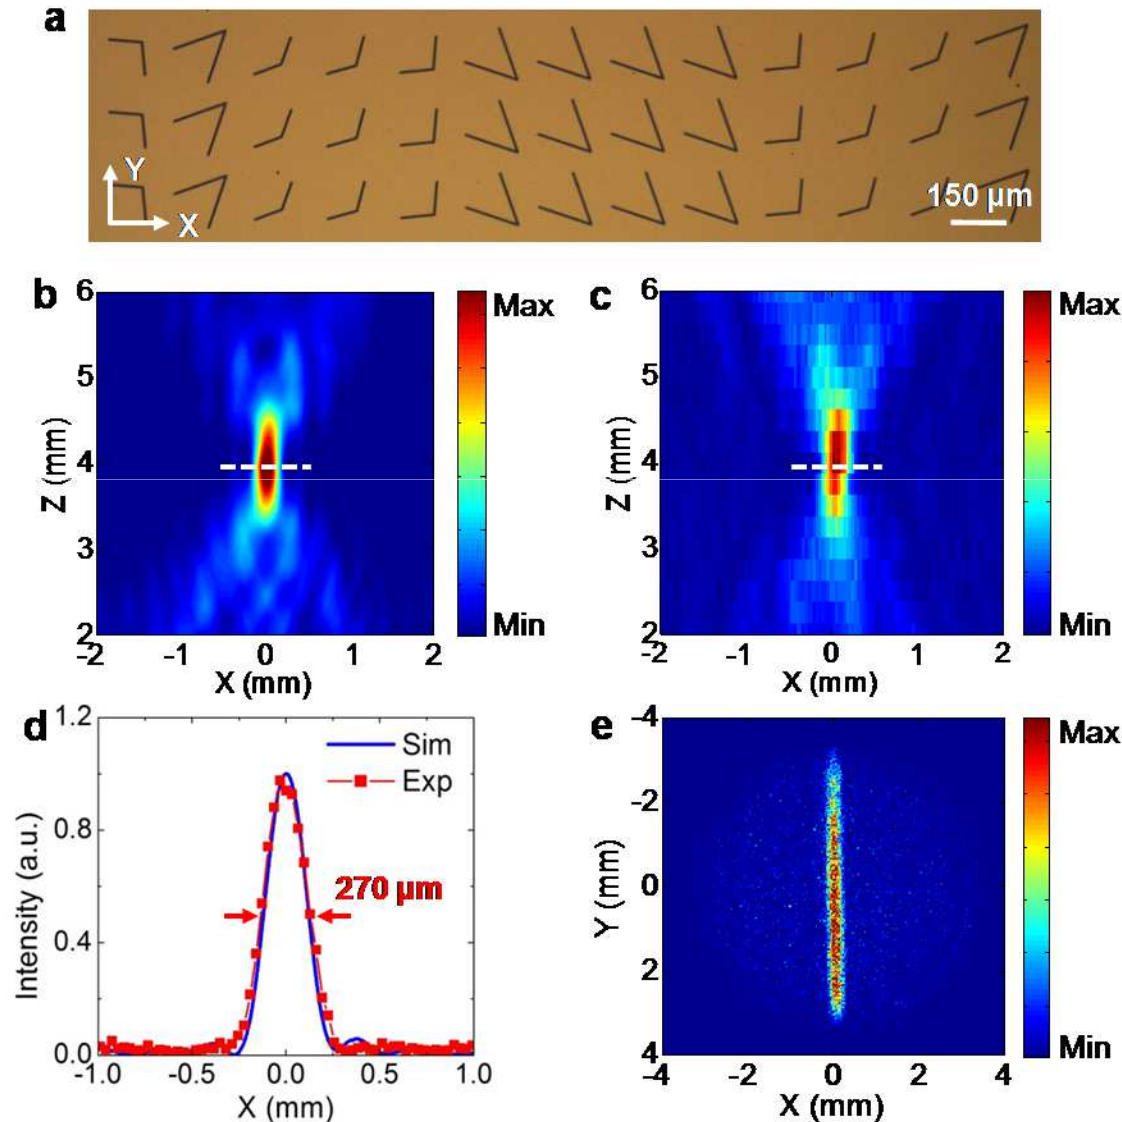 a
Y
X
150 µm
b
6
5
4
3
2
Z (mm)
-2 -1 0 1 2
X (mm)
Max
Min
c
6
5
4
3
2
Z (mm)
-2 -1 0 1 2
X (mm)
Max
Min
d
1.2
0.8
0.4
0.0
Intensity (a.u.)
Sim
Exp
270 µm
-1.0 -0.5 0.0 0.5 1.0
X (mm)
e
-4
-2
0
2
4
Y (mm)
-4 -2 0 2 4
X (mm)
Max
Min